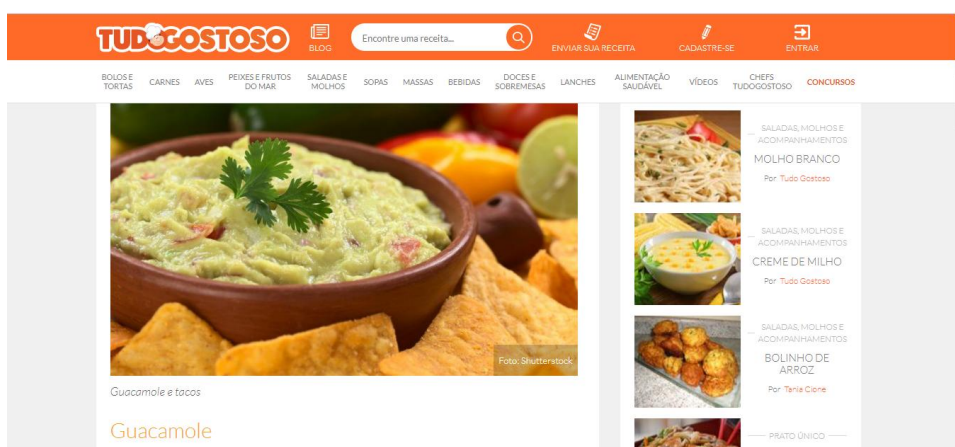 TUDOGOSTOSO
BLOG
Encontre uma receita...
ENVIAR SUA RECEITA
CADASTRE-SE
ENTRAR
BOLOS E
TORTAS
CARNES
AVES
PEIXES E FRUTOS
DO MAR
SALADAS E
MOLHOS
SOPAS
MASSAS
BEBIDAS
DOCES E
SOBREMESAS
LANCHES
ALIMENTAÇÃO
SAUDÁVEL
VÍDEOS
CHEFS
TUDOGOSTOSO
CONCURSOS
Foto: Shutterstock
Guacamole e tacos
Guacamole
SALADAS, MOLHOS E
ACOMPANHAMENTOS
MOLHO BRANCO
Por Tudo Gostoso
SALADAS, MOLHOS E
ACOMPANHAMENTOS
CREME DE MILHO
Por Tudo Gostoso
SALADAS, MOLHOS E
ACOMPANHAMENTOS
BOLINHO DE
ARROZ
Por Tania Cione
PRATO ÚNICO